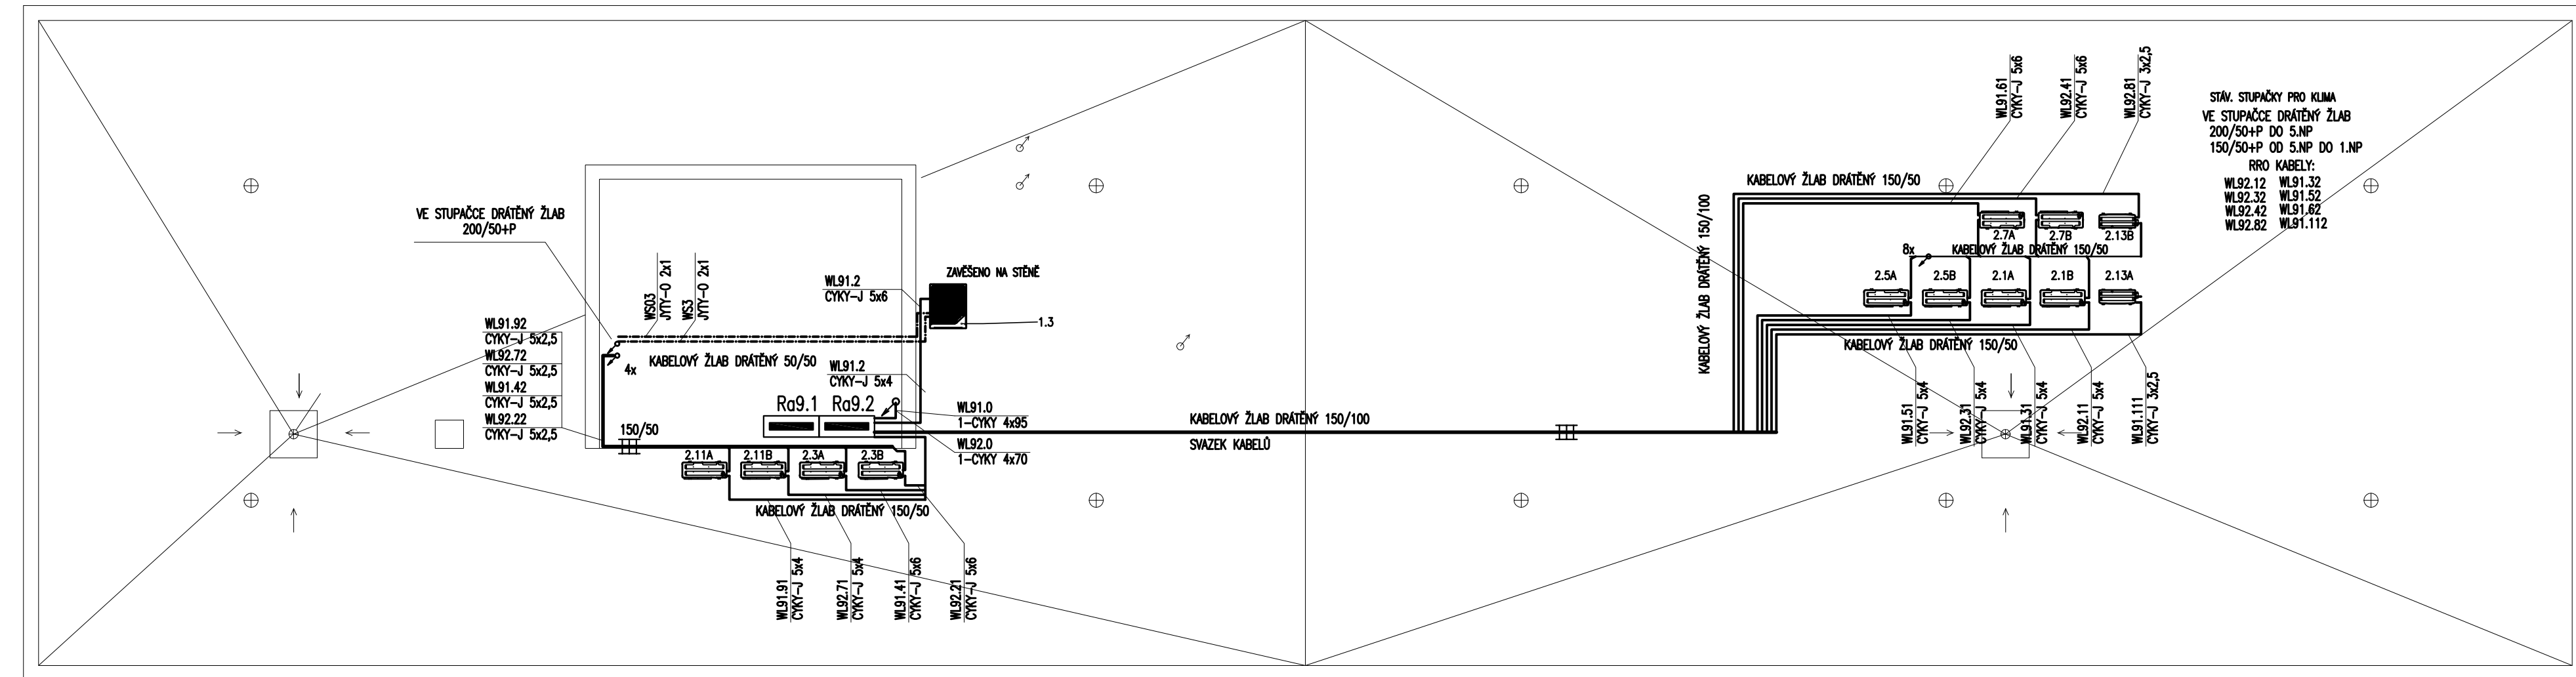 VE STUPAČCE DRÁTĚNÝ ŽLAB
200/50+P
WS03
JYTY-O 2x1
WS3
JYTY-O 2x1
WL91.2
CYKY-J 5x6
ZAVĚŠENO NA STĚNĚ
1.3
WL91.92
CYKY-J 5x2,5
WL92.72
CYKY-J 5x2,5
WL91.42
CYKY-J 5x2,5
WL92.22
CYKY-J 5x2,5
4x
KABELOVÝ ŽLAB DRÁTĚNÝ 50/50
WL91.2
CYKY-J 5x4
Ra9.1
Ra9.2
WL91.0
1-CYKY 4x95
WL92.0
1-CYKY 4x70
150/50
2.11A
2.11B
2.3A
2.3B
KABELOVÝ ŽLAB DRÁTĚNÝ 150/50
WL91.91
CYKY-J 5x4
WL92.71
CYKY-J 5x4
WL91.41
CYKY-J 5x6
WL92.21
CYKY-J 5x6
KABELOVÝ ŽLAB DRÁTĚNÝ 150/100
SVAZEK KABELŮ
KABELOVÝ ŽLAB DRÁTĚNÝ 150/100
KABELOVÝ ŽLAB DRÁTĚNÝ 150/50
WL91.61
CYKY-J 5x6
WL92.41
CYKY-J 5x6
WL92.81
CYKY-J 3x2,5
2.7A
2.7B
2.13B
8x
KABELOVÝ ŽLAB DRÁTĚNÝ 150/50
2.5A
2.5B
2.1A
2.1B
2.13A
KABELOVÝ ŽLAB DRÁTĚNÝ 150/50
WL91.51
CYKY-J 5x4
WL92.31
CYKY-J 5x4
WL91.31
CYKY-J 5x4
WL92.11
CYKY-J 5x4
WL91.111
CYKY-J 3x2,5
STÁV. STUPAČKY PRO KLIMA
VE STUPAČCE DRÁTĚNÝ ŽLAB
200/50+P DO 5.NP
150/50+P OD 5.NP DO 1.NP
RRO KABELY:
WL92.12 WL91.32
WL92.32 WL91.52
WL92.42 WL91.62
WL92.82 WL91.112